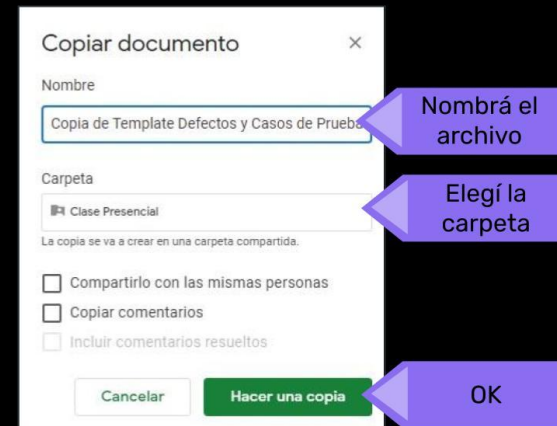 Copiar documento
Nombre
Copia de Template Defectos y Casos de Prueba
Nombrá el
archivo
Carpeta
Clase Presencial
Elegí la
carpeta
La copia se va a crear en una carpeta compartida.
Compartirlo con las mismas personas
Copiar comentarios
Incluir comentarios resueltos
Cancelar
Hacer una copia
OK